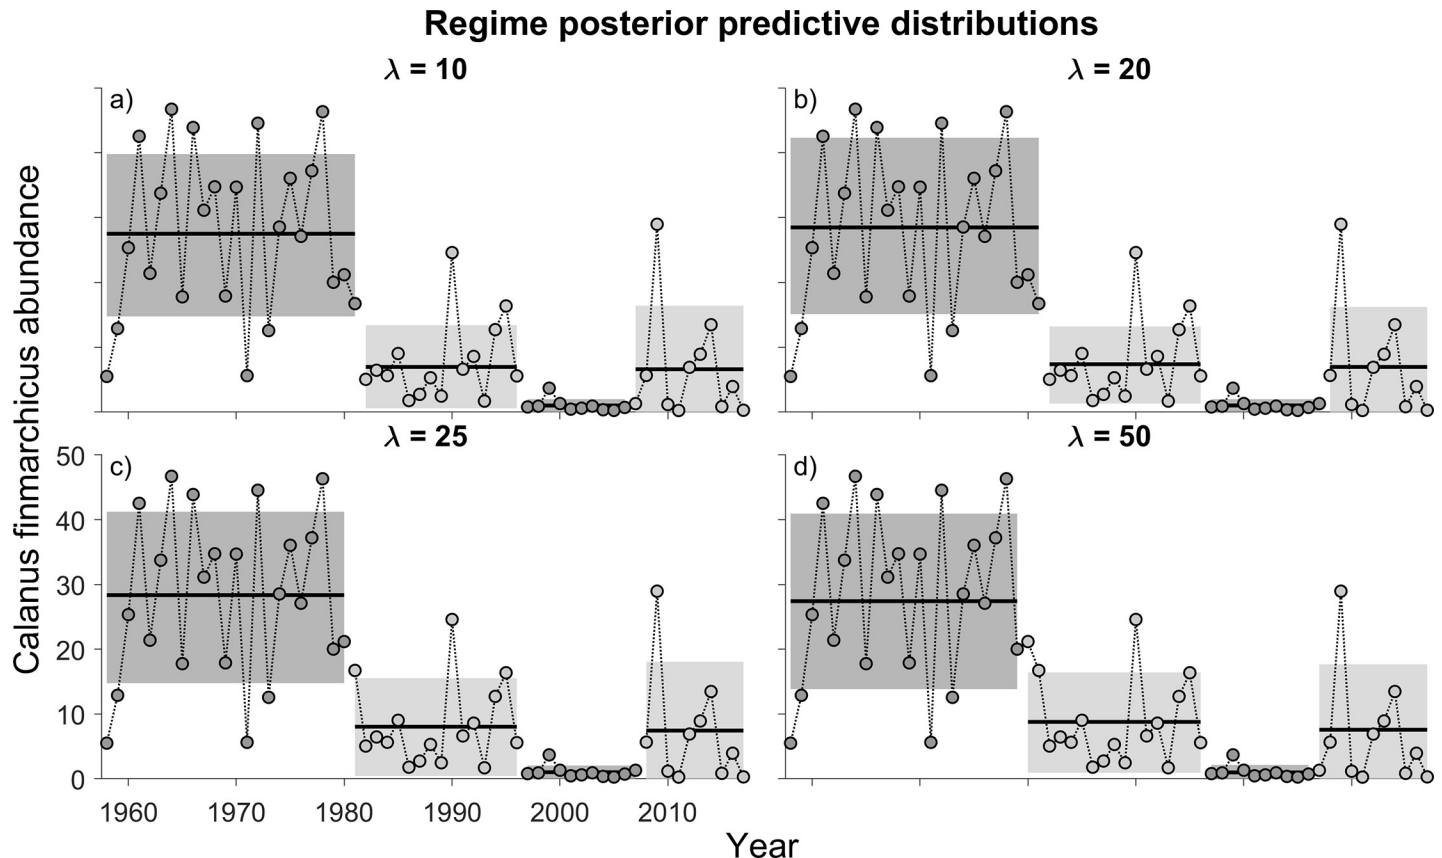 Regime posterior predictive distributions
λ = 10
λ = 20
a)
b)
λ = 25
λ = 50
c)
d)
Calanus finmarchicus abundance
50
40
30
20
10
0
1960 1970 1980 1990 2000 2010
Year